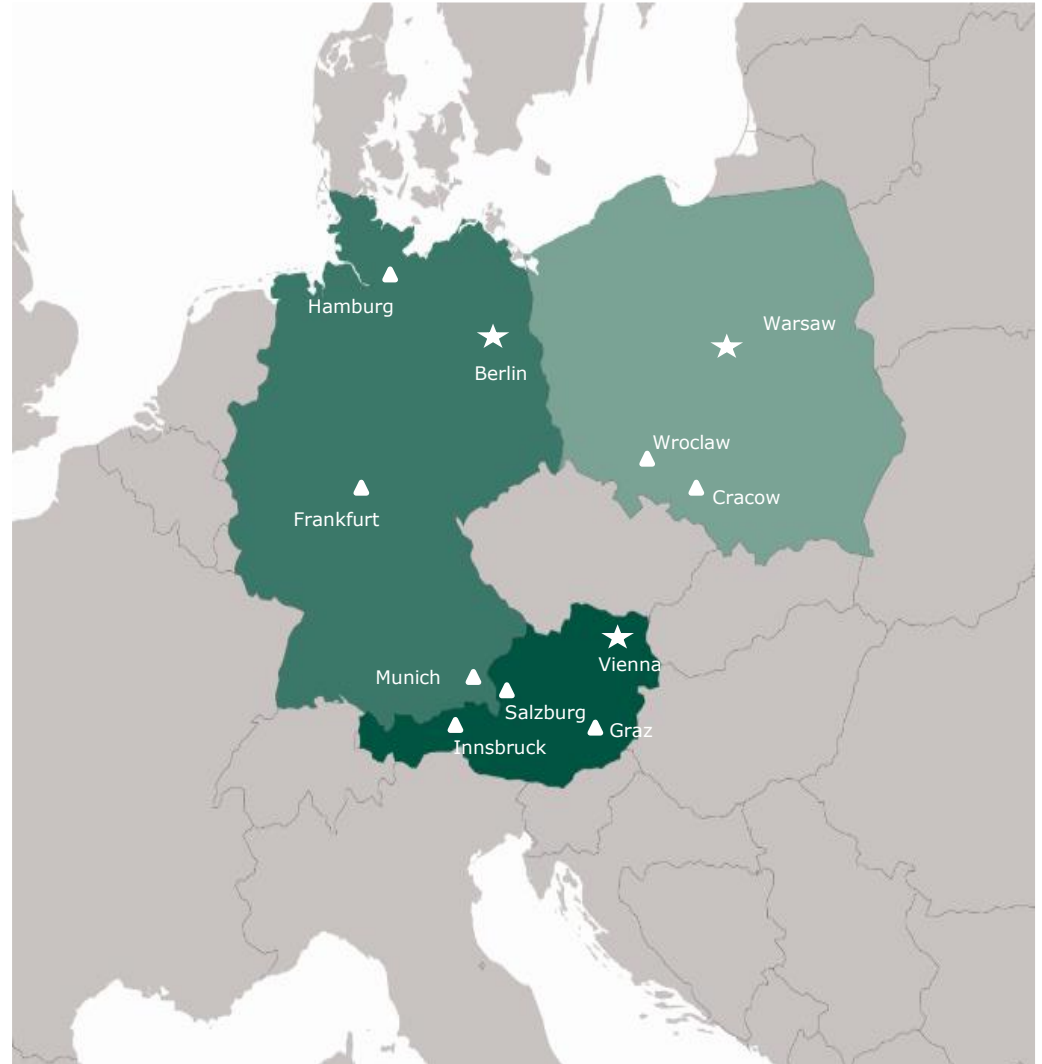 Hamburg
Warsaw
Berlin
Wroclaw
Cracow
Frankfurt
Vienna
Munich
Salzburg
Graz
Innsbruck